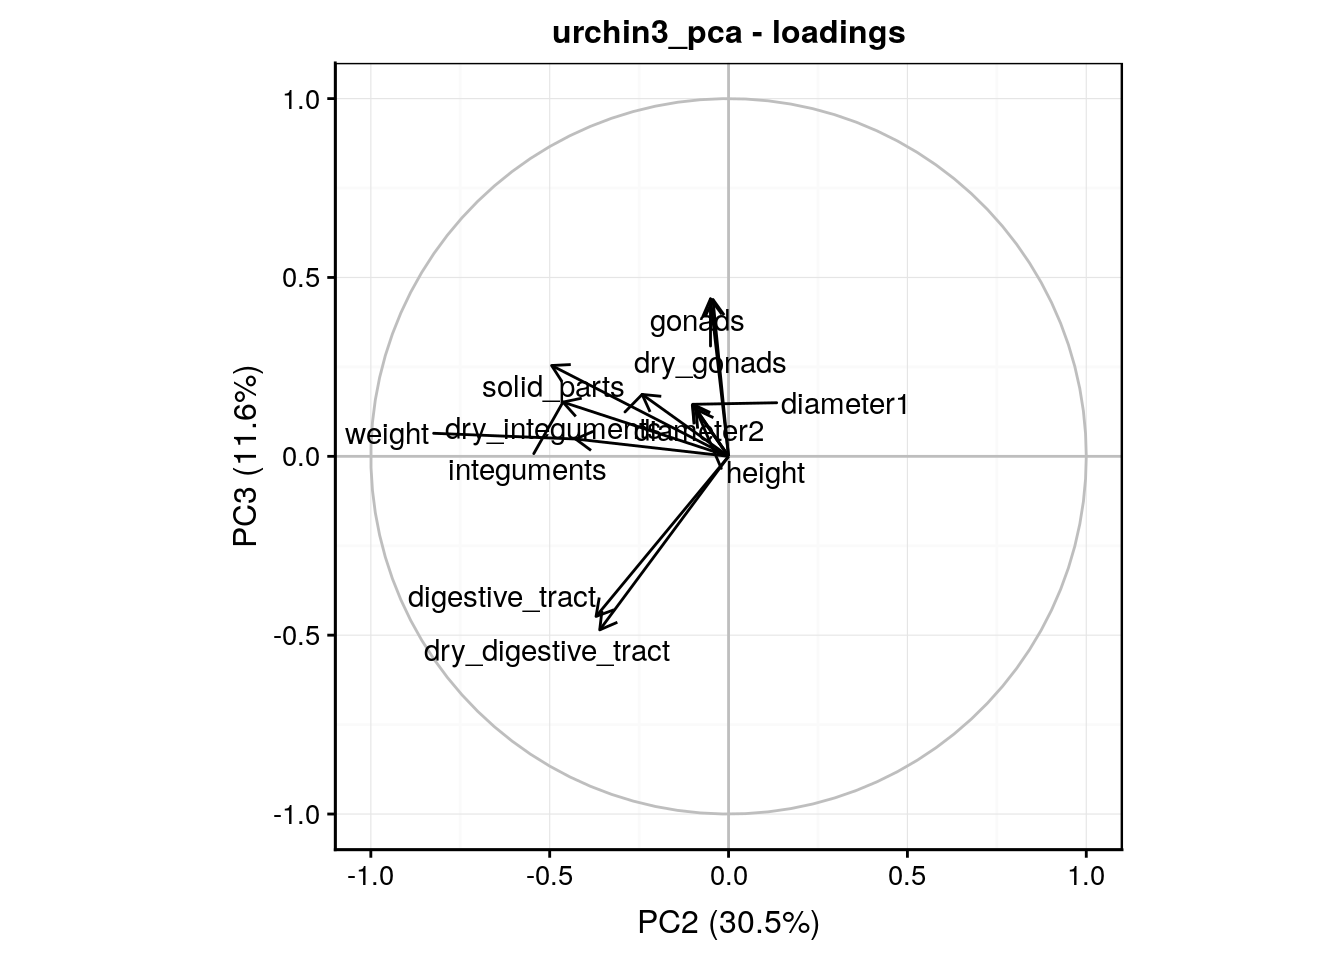 urchin3_pca - loadings
1.0
0.5
0.0
-0.5
-1.0
PC3 (11.6%)
gonads
dry_gonads
solid_parts
diameter1
weight
dry_integuments
diameter2
integuments
height
digestive_tract
dry_digestive_tract
-1.0
-0.5
0.0
0.5
1.0
PC2 (30.5%)